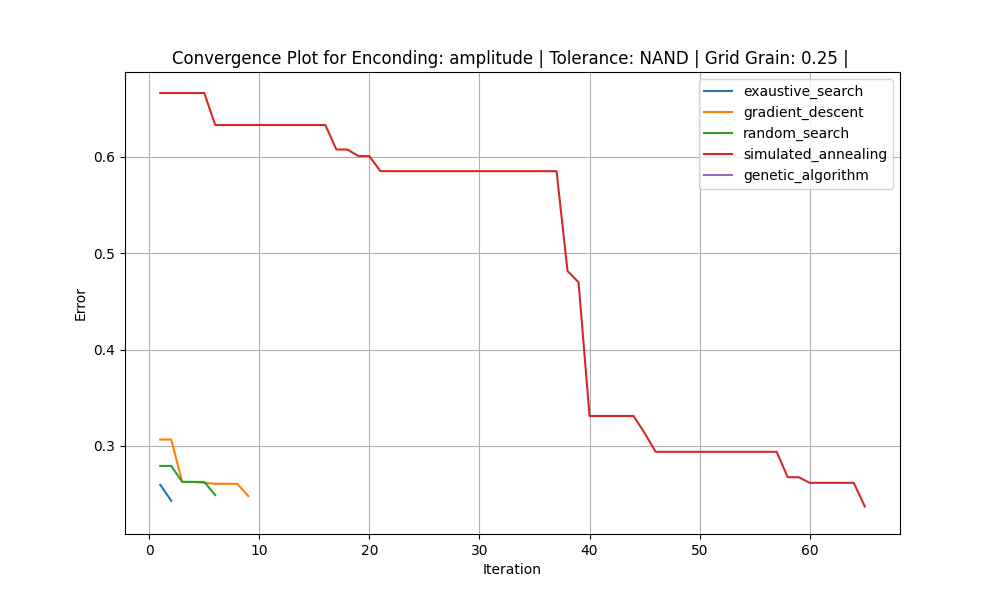 Convergence Plot for Enconding: amplitude | Tolerance: NAND | Grid Grain: 0.25 |
exaustive_search
gradient_descent
random_search
simulated_annealing
genetic_algorithm
0.6
0.5
0.4
0.3
Error
0 10 20 30 40 50 60
Iteration